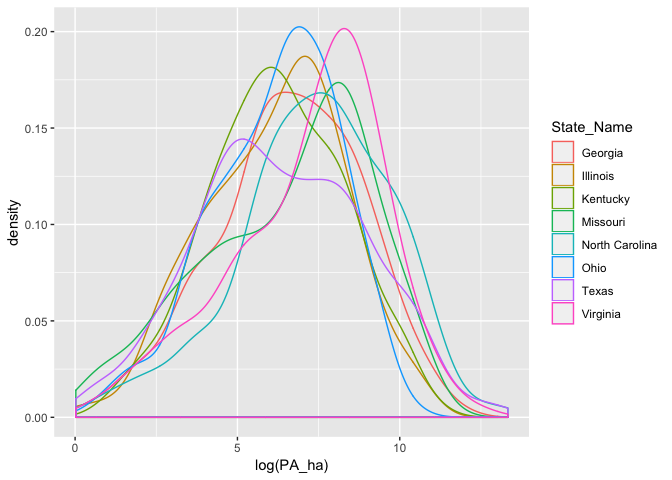 0.20
0.15
0.10
0.05
0.00
density
0
5
10
log(PA_ha)
State_Name
Georgia
Illinois
Kentucky
Missouri
North Carolina
Ohio
Texas
Virginia